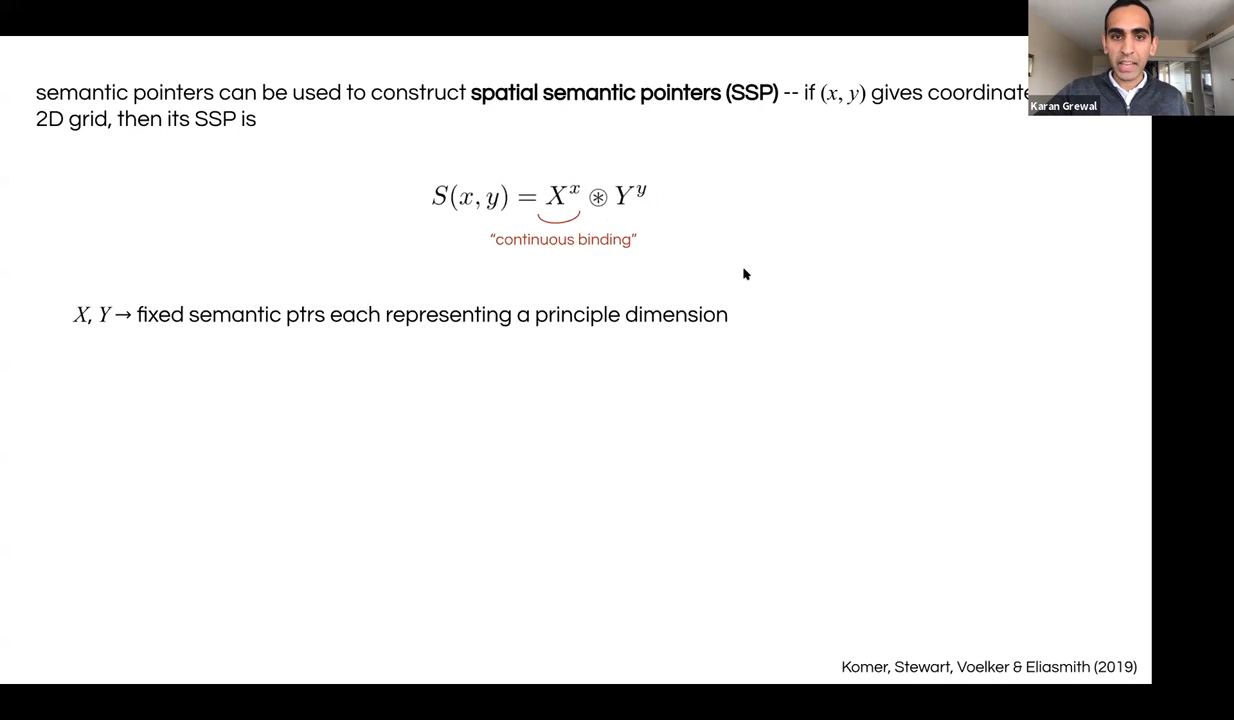 semantic pointers can be used to construct spatial semantic pointers (SSP) -- if (x, y) gives
2D grid, then its SSP is
S(x, y) = X^x ⊛ Y^y
“continuous binding”
X, Y → fixed semantic ptrs each representing a principle dimension
Komer, Stewart, Voelker & Eliasmith (2019)
Karan Grewal